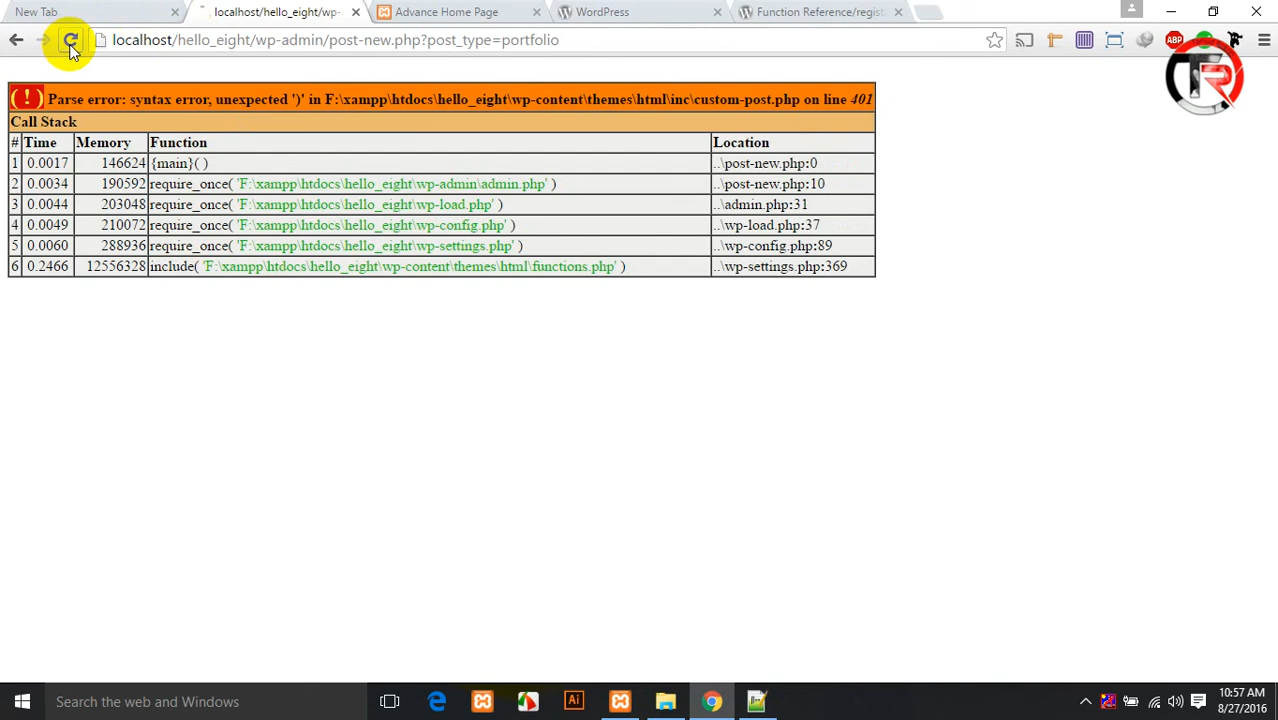 New Tab
localhost/hello_eight/wp-
Advance Home Page
WordPress
Function Reference/regist
localhost/hello_eight/wp-admin/post-new.php?post_type=portfolio
ABP
( ! ) Parse error: syntax error, unexpected ')' in F:\xampp\htdocs\hello_eight\wp-content\themes\html\inc\custom-post.php on line 401
Call Stack
# Time Memory Function Location
1 0.0017 146624 {main}( ) ..\post-new.php:0
2 0.0034 190592 require_once( 'F:\xampp\htdocs\hello_eight\wp-admin\admin.php' ) ..\post-new.php:10
3 0.0044 203048 require_once( 'F:\xampp\htdocs\hello_eight\wp-load.php' ) ..\admin.php:31
4 0.0049 210072 require_once( 'F:\xampp\htdocs\hello_eight\wp-config.php' ) ..\wp-load.php:37
5 0.0060 288936 require_once( 'F:\xampp\htdocs\hello_eight\wp-settings.php' ) ..\wp-config.php:89
6 0.2466 12556328 include( 'F:\xampp\htdocs\hello_eight\wp-content\themes\html\functions.php' ) ..\wp-settings.php:369
Search the web and Windows
Ai
10:57 AM
8/27/2016